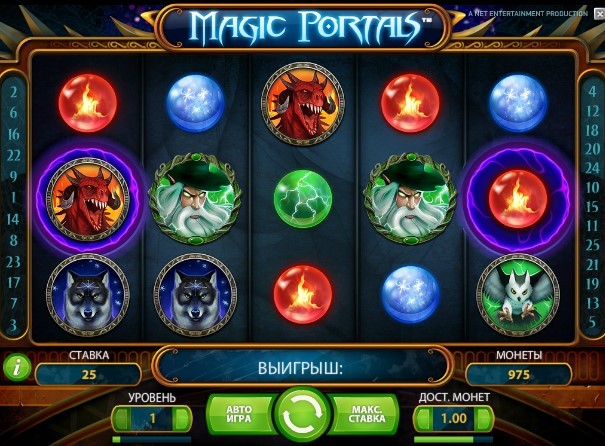 MAGIC PORTALS™
A NET ENTERTAINMENT PRODUCTION
2
6
16
22
9
1
14
8
23
17
7
3
4
12
18
20
24
10
15
11
21
19
13
5
СТАВКА
25
ВЫИГРЫШ:
МОНЕТЫ
975
УРОВЕНЬ
1
АВТО
ИГРА
МАКС.
СТАВКА
ДОСТ. МОНЕТ
1.00